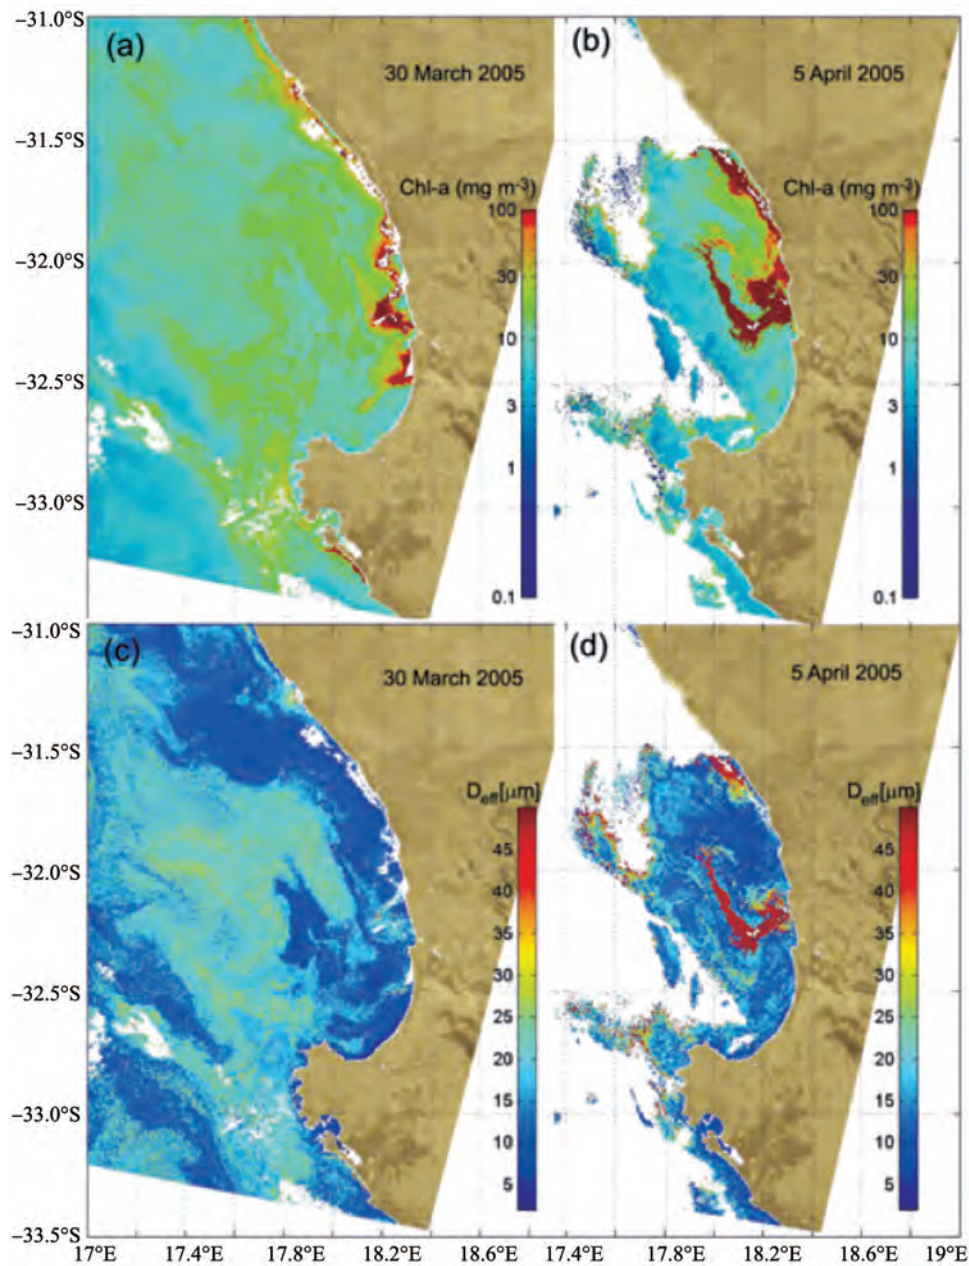 −31.0°S
−31.5°S
−32.0°S
−32.5°S
−33.0°S
(a)
30 March 2005
Chl-a (mg m⁻³)
100
30
10
3
1
0.1
(b)
5 April 2005
Chl-a (mg m⁻³)
100
30
10
3
1
0.1
−31.0°S
−31.5°S
−32.0°S
−32.5°S
−33.0°S
−33.5°S
(c)
30 March 2005
Deff[μm]
45
40
35
30
25
20
15
10
5
(d)
5 April 2005
Deff[μm]
45
40
35
30
25
20
15
10
5
17°E 17.4°E 17.8°E 18.2°E 18.6°E 17.4°E 17.8°E 18.2°E 18.6°E 19°E